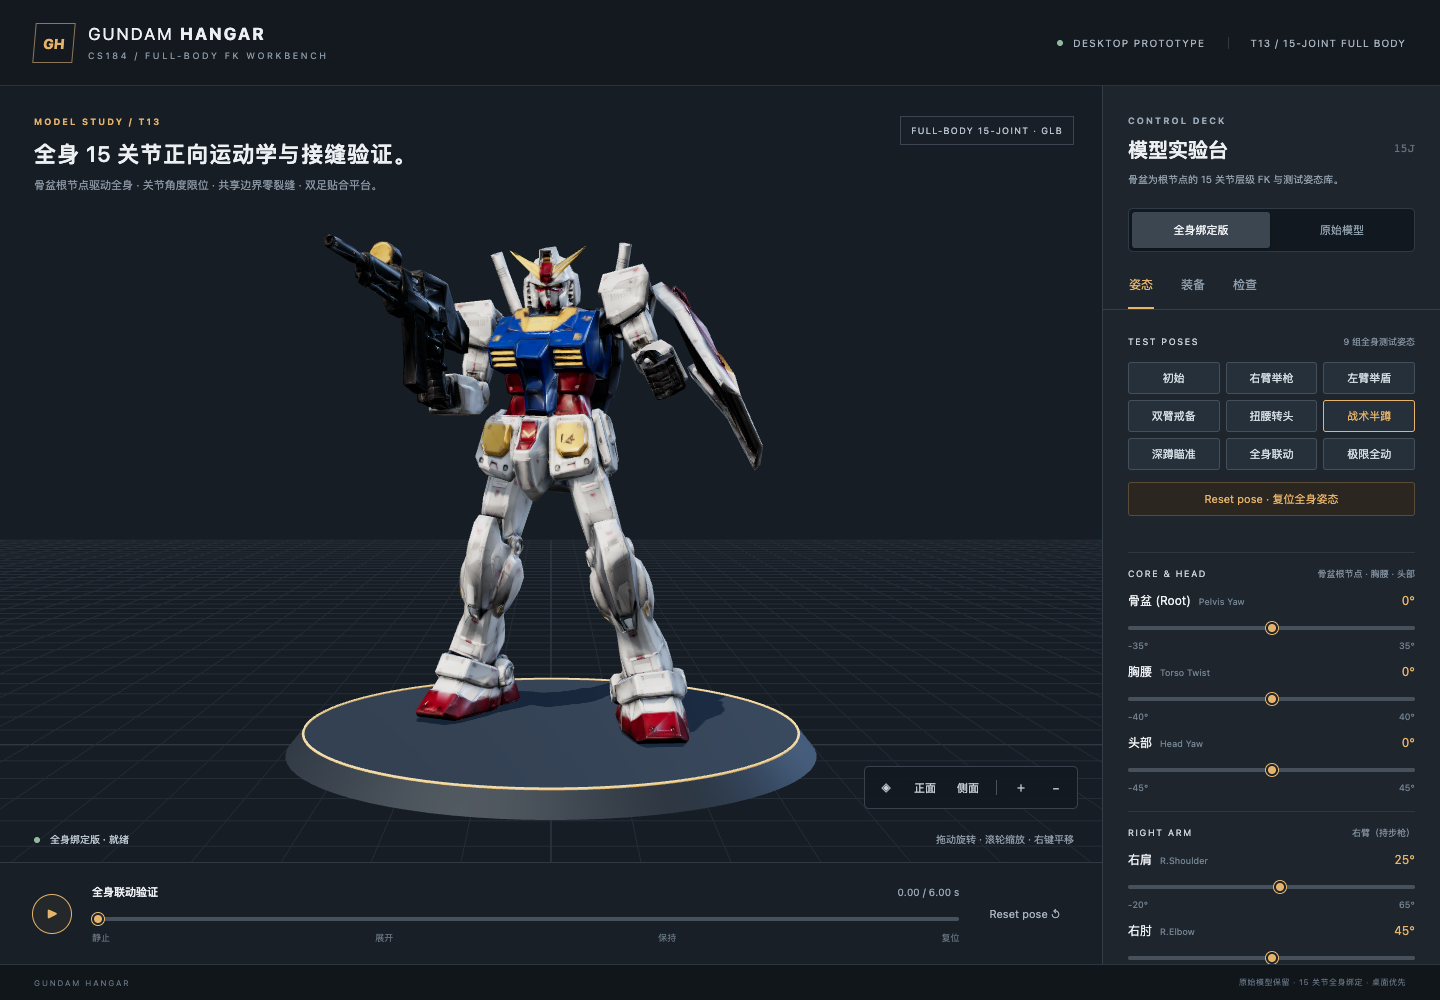 GH
GUNDAM HANGAR
CS184 / FULL-BODY FK WORKBENCH
DESKTOP PROTOTYPE
T13 / 15-JOINT FULL BODY
MODEL STUDY / T13
全身 15 关节正向运动学与接缝验证。
骨盆根节点驱动全身 · 关节角度限位 · 共享边界零裂缝 · 双足贴合平台。
FULL-BODY 15-JOINT · GLB
正面 侧面 + −
全身绑定版 · 就绪
拖动旋转 · 滚轮缩放 · 右键平移
全身联动验证
0.00 / 6.00 s
静止 展开 保持 复位
Reset pose ↺
CONTROL DECK
模型实验台
15J
骨盆为根节点的 15 关节层级 FK 与测试姿态库。
全身绑定版 原始模型
姿态 装备 检查
TEST POSES
9 组全身测试姿态
初始 右臂举枪 左臂举盾
双臂戒备 扭腰转头 战术半蹲
深蹲瞄准 全身联动 极限全动
Reset pose · 复位全身姿态
CORE & HEAD
骨盆根节点 · 胸腰 · 头部
骨盆 (Root) Pelvis Yaw 0°
-35° 35°
胸腰 Torso Twist 0°
-40° 40°
头部 Head Yaw 0°
-45° 45°
RIGHT ARM
右臂（持步枪）
右肩 R.Shoulder 25°
-20° 65°
右肘 R.Elbow 45°
GUNDAM HANGAR
原始模型保留 · 15 关节全身绑定 · 桌面优先